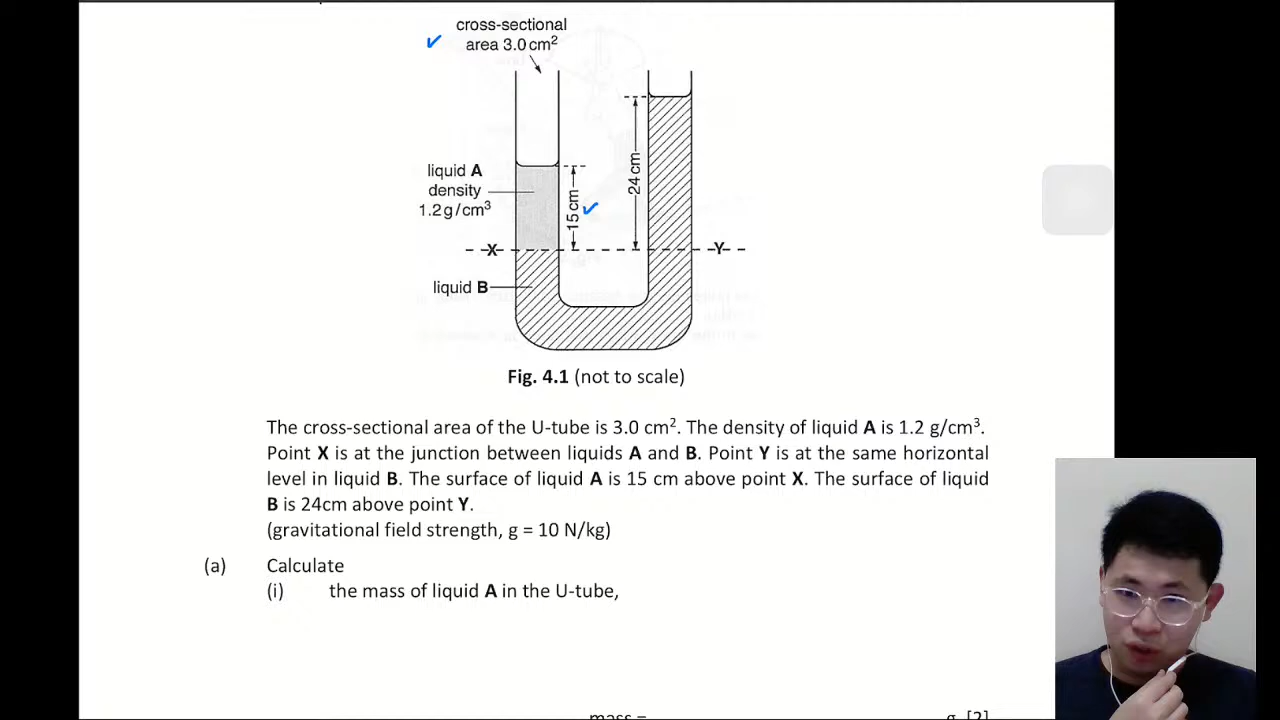 cross-sectional
area 3.0 cm²
liquid A
density
1.2 g/cm³
15 cm
24 cm
X
Y
liquid B
Fig. 4.1 (not to scale)
The cross-sectional area of the U-tube is 3.0 cm². The density of liquid A is 1.2 g/cm³.
Point X is at the junction between liquids A and B. Point Y is at the same horizontal
level in liquid B. The surface of liquid A is 15 cm above point X. The surface of liquid
B is 24cm above point Y.
(gravitational field strength, g = 10 N/kg)
(a) Calculate
(i) the mass of liquid A in the U-tube,
mass = g [2]